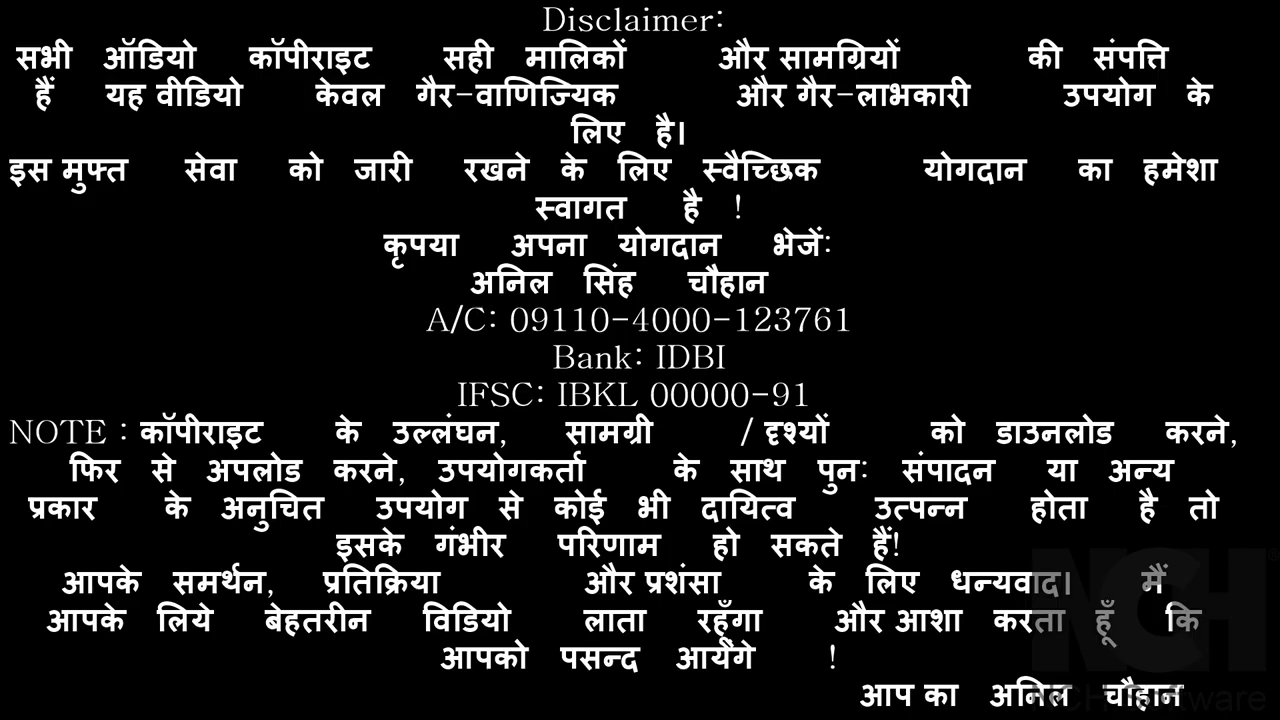 Disclaimer:
सभी ऑडियो कॉपीराइट सही मालिकों और सामग्रियों की संपत्ति
हैं यह वीडियो केवल गैर-वाणिज्यिक और गैर-लाभकारी उपयोग के
लिए है।
इस मुफ्त सेवा को जारी रखने के लिए स्वैच्छिक योगदान का हमेशा
स्वागत है !
कृपया अपना योगदान भेजें:
अनिल सिंह चौहान
A/C: 09110-4000-123761
Bank: IDBI
IFSC: IBKL 00000-91
NOTE : कॉपीराइट के उल्लंघन, सामग्री / दृश्यों को डाउनलोड करने,
फिर से अपलोड करने, उपयोगकर्ता के साथ पुन: संपादन या अन्य
प्रकार के अनुचित उपयोग से कोई भी दायित्व उत्पन्न होता है तो
इसके गंभीर परिणाम हो सकते हैं!
आपके समर्थन, प्रतिक्रिया और प्रशंसा के लिए धन्यवाद। मैं
आपके लिये बेहतरीन विडियो लाता रहूँगा और आशा करता हूँ कि
आपको पसन्द आयेंगे !
आप का अनिल चौहान
NCH
NCH Software